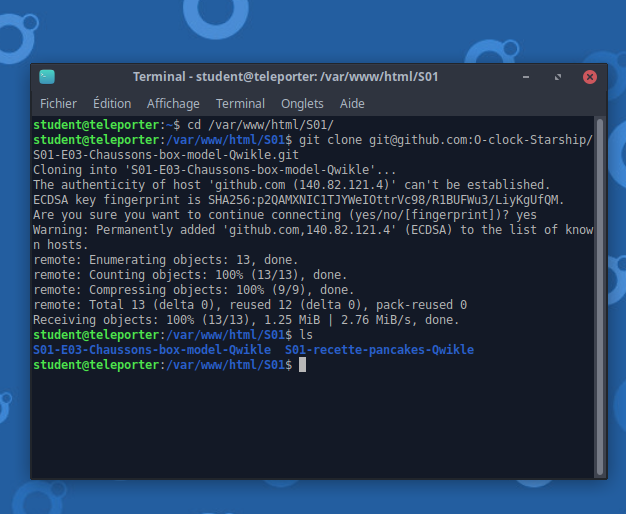 Terminal - student@teleporter: /var/www/html/S01
Fichier Édition Affichage Terminal Onglets Aide
student@teleporter:~$ cd /var/www/html/S01/
student@teleporter:/var/www/html/S01$ git clone git@github.com:O-clock-Starship/
S01-E03-Chaussons-box-model-Qwikle.git
Cloning into 'S01-E03-Chaussons-box-model-Qwikle'...
The authenticity of host 'github.com (140.82.121.4)' can't be established.
ECDSA key fingerprint is SHA256:p2QAMXNIC1TJYWeIOttrVc98/R1BUFWu3/LiyKgUfQM.
Are you sure you want to continue connecting (yes/no/[fingerprint])? yes
Warning: Permanently added 'github.com,140.82.121.4' (ECDSA) to the list of know
n hosts.
remote: Enumerating objects: 13, done.
remote: Counting objects: 100% (13/13), done.
remote: Compressing objects: 100% (9/9), done.
remote: Total 13 (delta 0), reused 12 (delta 0), pack-reused 0
Receiving objects: 100% (13/13), 1.25 MiB | 2.76 MiB/s, done.
student@teleporter:/var/www/html/S01$ ls
S01-E03-Chaussons-box-model-Qwikle  S01-recette-pancakes-Qwikle
student@teleporter:/var/www/html/S01$